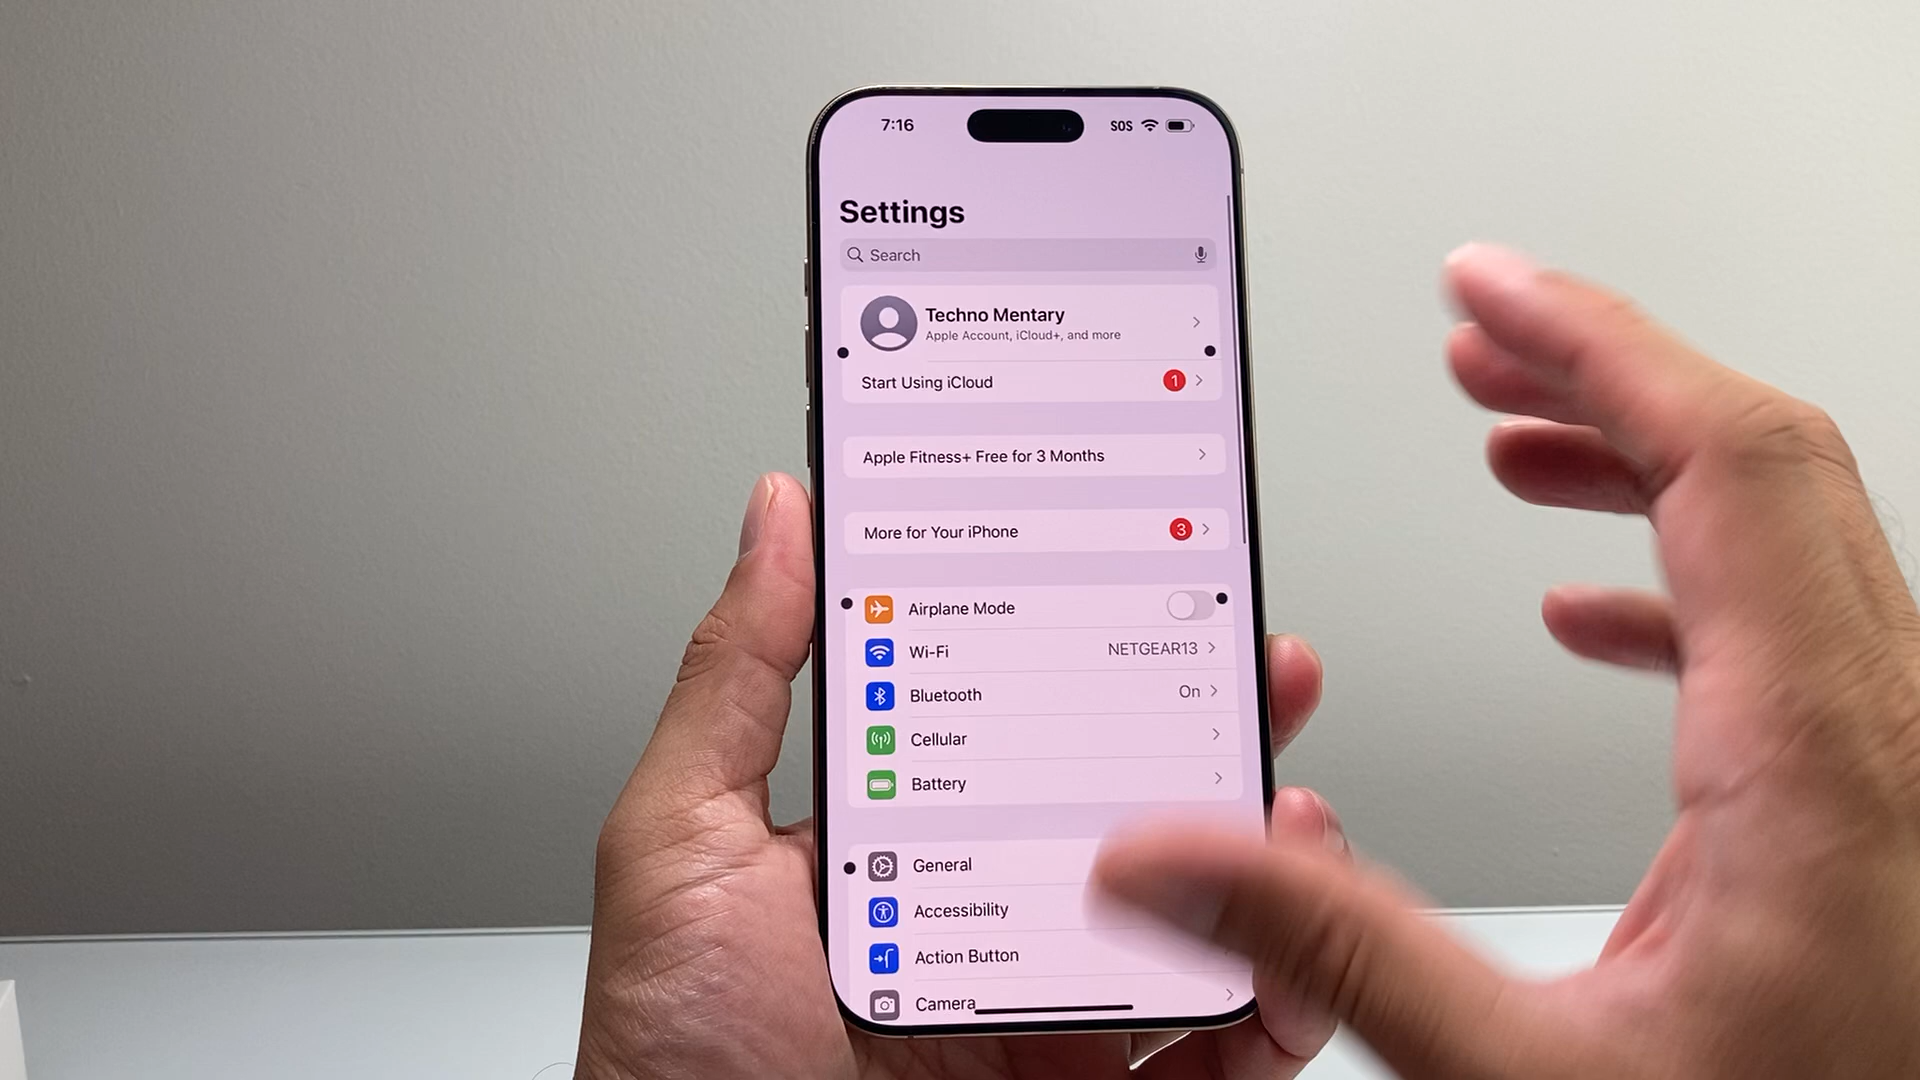 7:16 SOS
Settings
Search
Techno Mentary
Apple Account, iCloud+, and more
Start Using iCloud 1
Apple Fitness+ Free for 3 Months
More for Your iPhone 3
Airplane Mode
Wi-Fi NETGEAR13
Bluetooth On
Cellular
Battery
General
Accessibility
Action Button
Camera